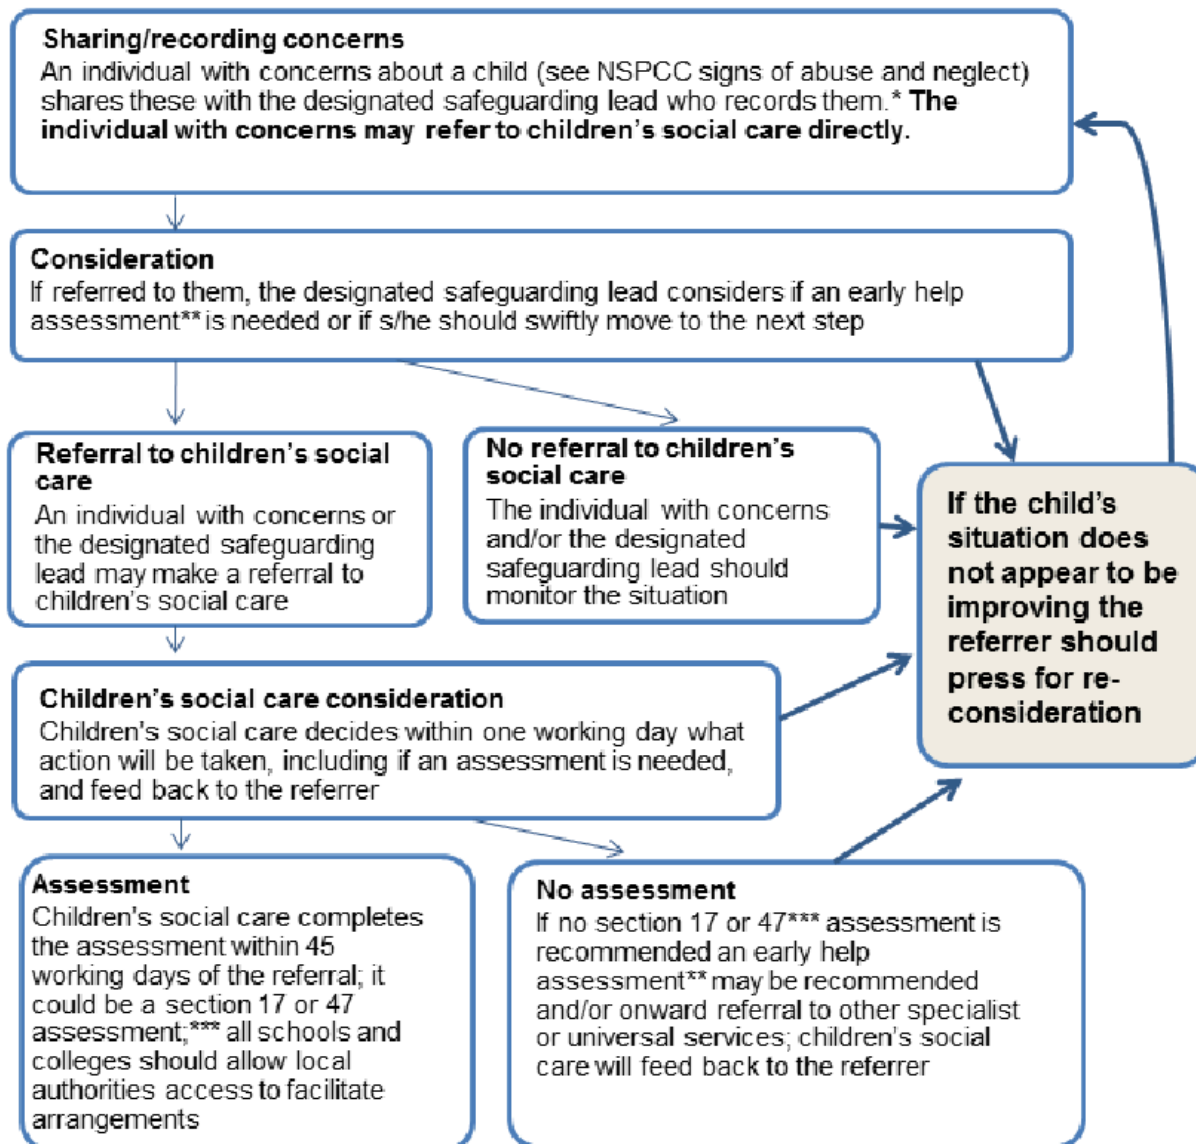 Sharing/recording concerns
An individual with concerns about a child (see NSPCC signs of abuse and neglect)
shares these with the designated safeguarding lead who records them.* The
individual with concerns may refer to children's social care directly.
Consideration
If referred to them, the designated safeguarding lead considers if an early help
assessment** is needed or if s/he should swiftly move to the next step
Referral to children's social
care
An individual with concerns or
the designated safeguarding
lead may make a referral to
children's social care
No referral to children's
social care
The individual with concerns
and/or the designated
safeguarding lead should
monitor the situation
If the child's
situation does
not appear to be
improving the
referrer should
press for re-
consideration
Children's social care consideration
Children's social care decides within one working day what
action will be taken, including if an assessment is needed,
and feed back to the referrer
Assessment
Children's social care completes
the assessment within 45
working days of the referral; it
could be a section 17 or 47
assessment;*** all schools and
colleges should allow local
authorities access to facilitate
arrangements
No assessment
If no section 17 or 47*** assessment is
recommended an early help
assessment** may be recommended
and/or onward referral to other specialist
or universal services; children's social
care will feed back to the referrer